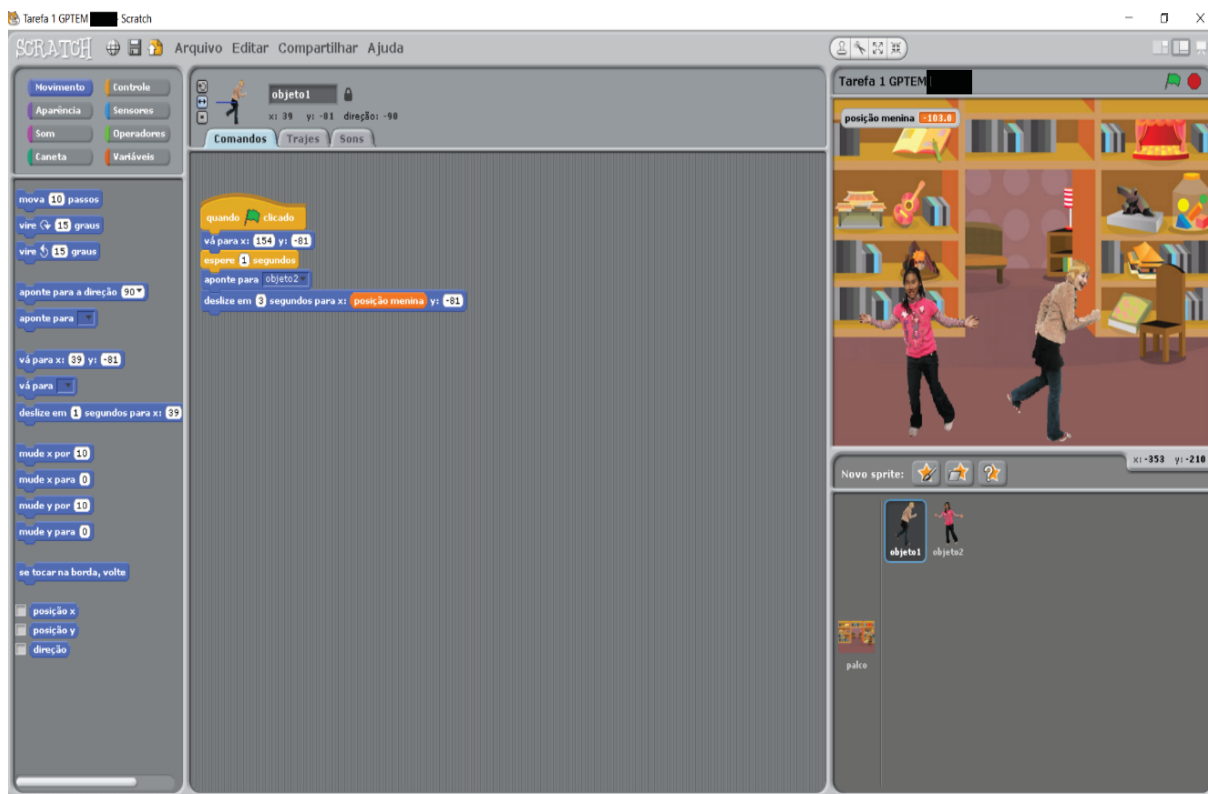 Tarefa 1 GPTEM - Scratch
SCRATCH Arquivo Editar Compartilhar Ajuda
Movimento Controle
Aparência Sensores
Som Operadores
Caneta Variáveis
mova 10 passos
vire 15 graus
vire 15 graus
aponte para a direção 90
aponte para
vá para x: 39 y: -81
vá para
deslize em 1 segundos para x: 39
mude x por 10
mude x para 0
mude y por 10
mude y para 0
se tocar na borda, volte
posição x
posição y
direção
objeto1
x: 39 y: -81 direção: -90
Comandos Trajes Sons
quando clicado
vá para x: 154 y: -81
espere 1 segundos
aponte para objeto2
deslize em 3 segundos para x: posição menina y: -81
Tarefa 1 GPTEM
posição menina -103.0
x: -353 y: -210
Novo sprite:
objeto1 objeto2
palco